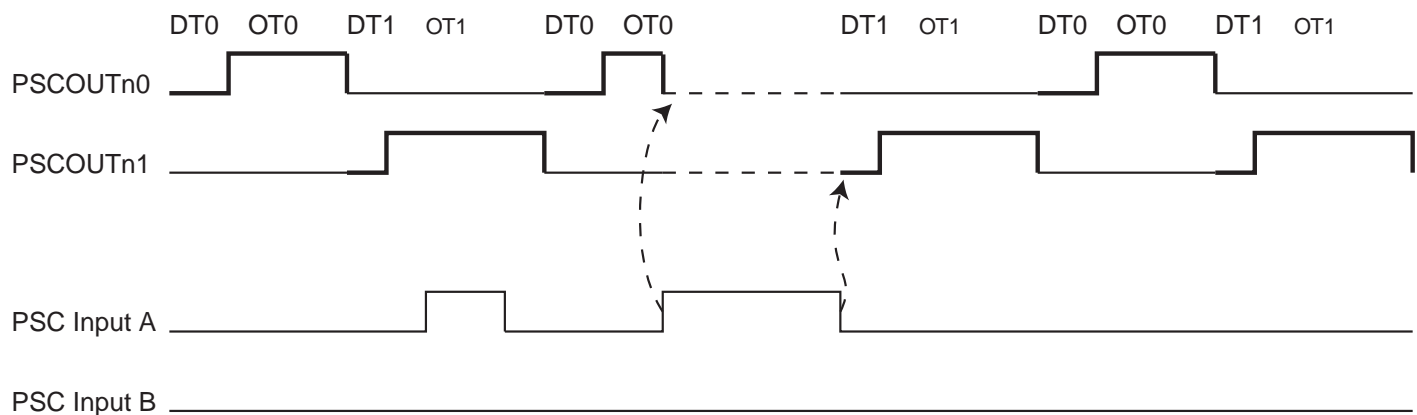 DT0 OT0 DT1 OT1 DT0 OT0 DT1 OT1 DT0 OT0 DT1 OT1
PSCOUTn0
PSCOUTn1
PSC Input A
PSC Input B